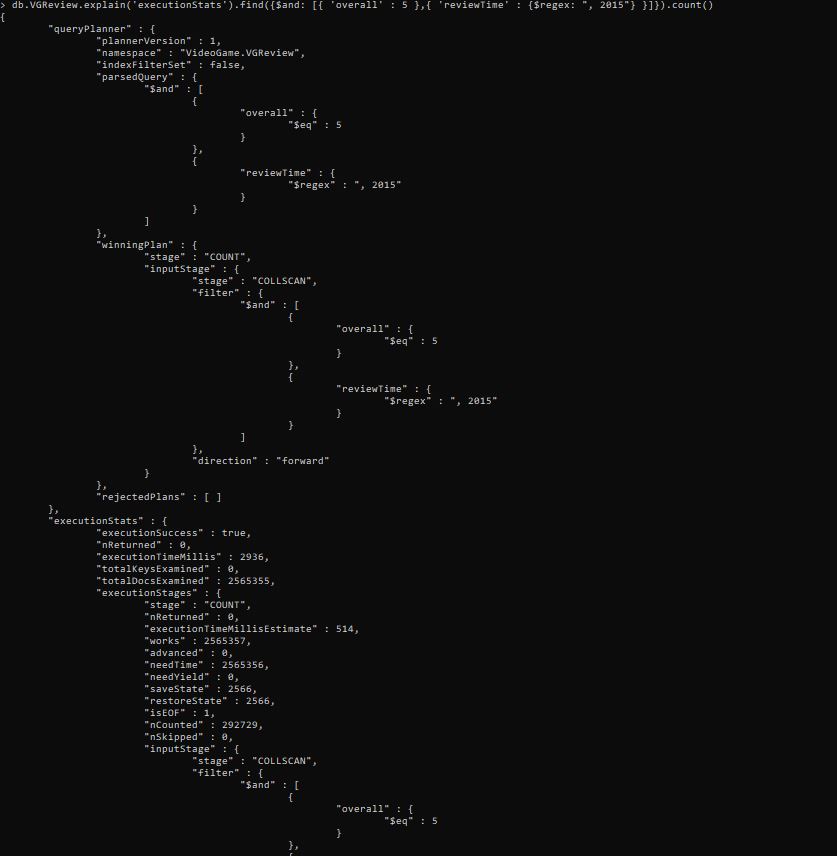 > db.VGReview.explain('executionStats').find({$and: [{ 'overall' : 5 },{ 'reviewTime' : {$regex: ", 2015"} }]}).count()
{
"queryPlanner" : {
"plannerVersion" : 1,
"namespace" : "VideoGame.VGReview",
"indexFilterSet" : false,
"parsedQuery" : {
"$and" : [
{
"overall" : {
"$eq" : 5
}
},
{
"reviewTime" : {
"$regex" : ", 2015"
}
}
]
},
"winningPlan" : {
"stage" : "COUNT",
"inputStage" : {
"stage" : "COLLSCAN",
"filter" : {
"$and" : [
{
"overall" : {
"$eq" : 5
}
},
{
"reviewTime" : {
"$regex" : ", 2015"
}
}
]
},
"direction" : "forward"
}
},
"rejectedPlans" : [ ]
},
"executionStats" : {
"executionSuccess" : true,
"nReturned" : 0,
"executionTimeMillis" : 2936,
"totalKeysExamined" : 0,
"totalDocsExamined" : 2565355,
"executionStages" : {
"stage" : "COUNT",
"nReturned" : 0,
"executionTimeMillisEstimate" : 514,
"works" : 2565357,
"advanced" : 0,
"needTime" : 2565356,
"needYield" : 0,
"saveState" : 2566,
"restoreState" : 2566,
"isEOF" : 1,
"nCounted" : 292729,
"nSkipped" : 0,
"inputStage" : {
"stage" : "COLLSCAN",
"filter" : {
"$and" : [
{
"overall" : {
"$eq" : 5
}
},
{